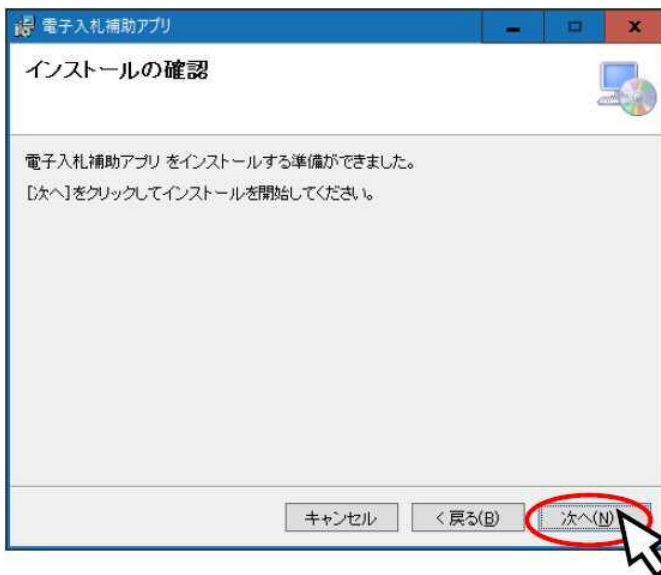 電子入札補助アプリ
インストールの確認
電子入札補助アプリ をインストールする準備ができました。
[次へ]をクリックしてインストールを開始してください。
キャンセル
< 戻る(B)
次へ(N)